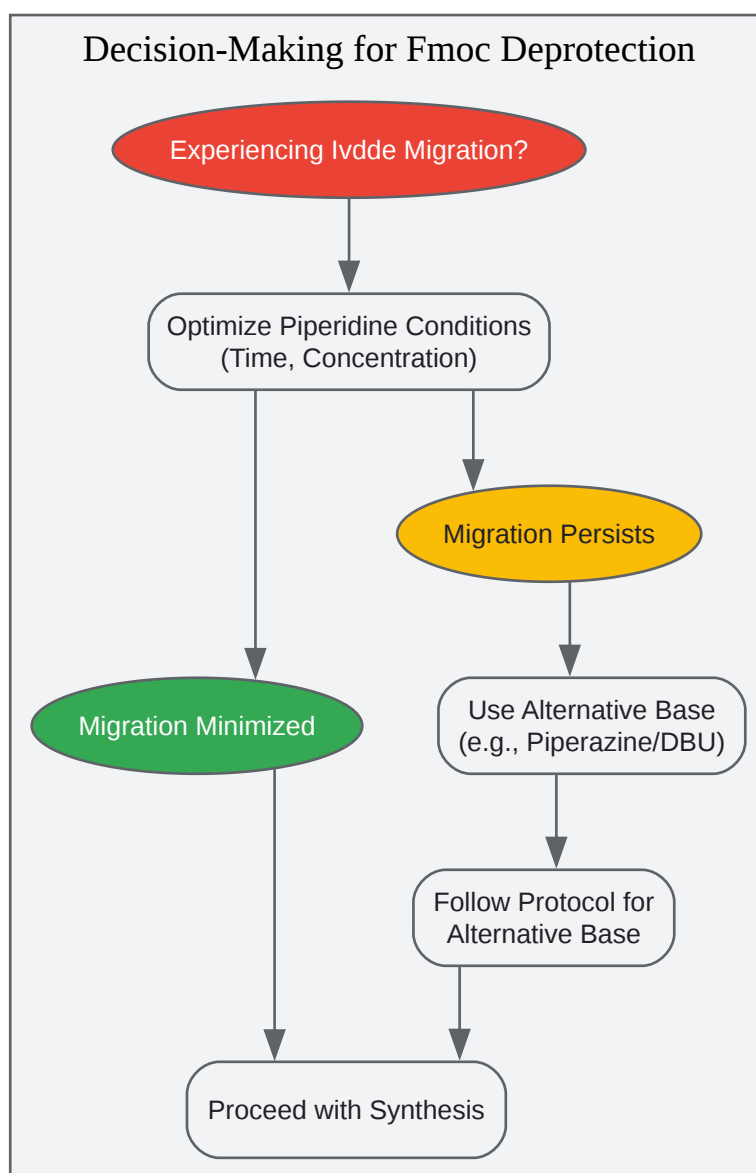 Decision-Making for Fmoc Deprotection
Experiencing Ivdde Migration?
Optimize Piperidine Conditions
(Time, Concentration)
Migration Persists
Migration Minimized
Use Alternative Base
(e.g., Piperazine/DBU)
Follow Protocol for
Alternative Base
Proceed with Synthesis